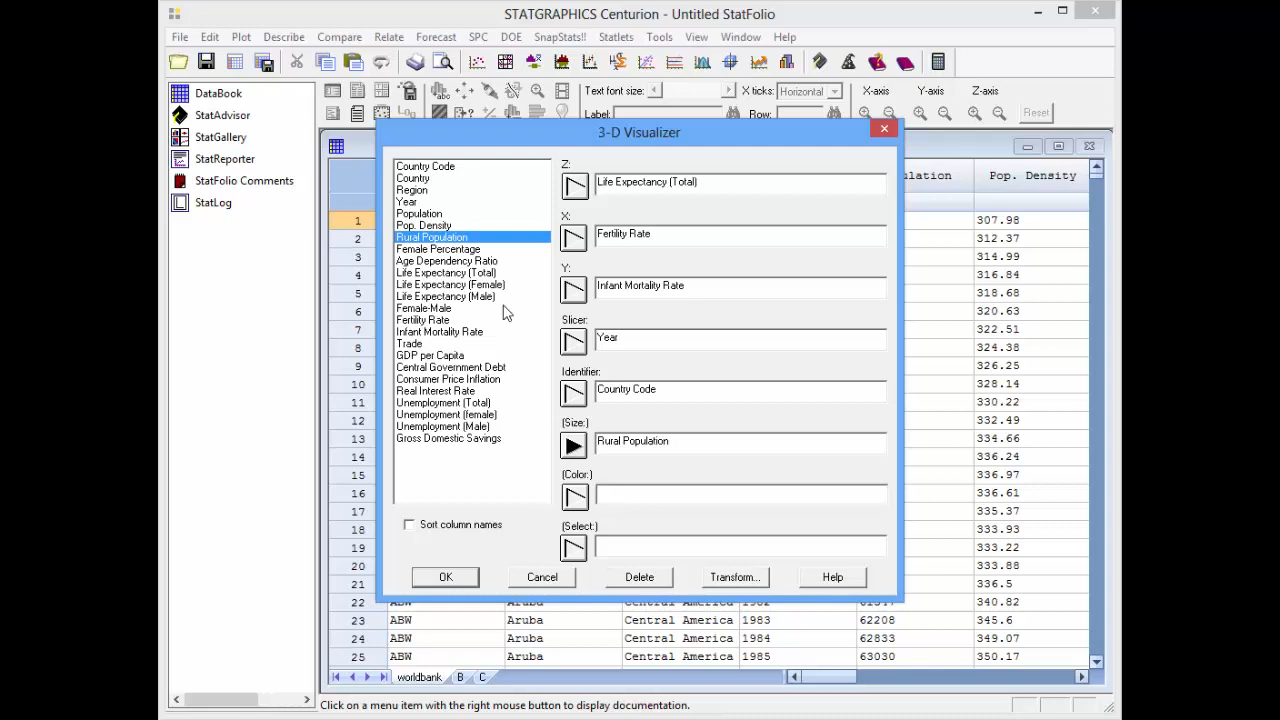 STATGRAPHICS Centurion - Untitled StatFolio
File Edit Plot Describe Compare Relate Forecast SPC DOE SnapStats!! Statlets Tools View Window Help
Text font size: X ticks: Horizontal X-axis Y-axis Z-axis
Label: Row: Reset
DataBook
StatAdvisor
StatGallery
StatReporter
StatFolio Comments
StatLog
3-D Visualizer
Country Code
Country
Region
Year
Population
Pop. Density
Rural Population
Female Percentage
Age Dependency Ratio
Life Expectancy (Total)
Life Expectancy (Female)
Life Expectancy (Male)
Female-Male
Fertility Rate
Infant Mortality Rate
Trade
GDP per Capita
Central Government Debt
Consumer Price Inflation
Real Interest Rate
Unemployment (Total)
Unemployment (female)
Unemployment (Male)
Gross Domestic Savings
Sort column names
Z:
Life Expectancy (Total)
X:
Fertility Rate
Y:
Infant Mortality Rate
Slicer:
Year
Identifier:
Country Code
(Size:)
Rural Population
(Color:)
(Select:)
OK Cancel Delete Transform... Help
ulation Pop. Density
1 307.98
2 312.37
3 314.99
4 316.84
5 318.68
6 320.63
7 322.51
8 324.38
9 326.25
10 328.14
11 330.22
12 332.49
13 334.66
14 336.24
15 336.97
16 336.61
17 335.37
18 333.93
19 333.22
20 333.88
21 336.5
22 ABW Aruba Central America 1982 340.82
23 ABW Aruba Central America 1983 62208 345.6
24 ABW Aruba Central America 1984 62833 349.07
25 ABW Aruba Central America 1985 63030 350.17
worldbank B C
Click on a menu item with the right mouse button to display documentation.